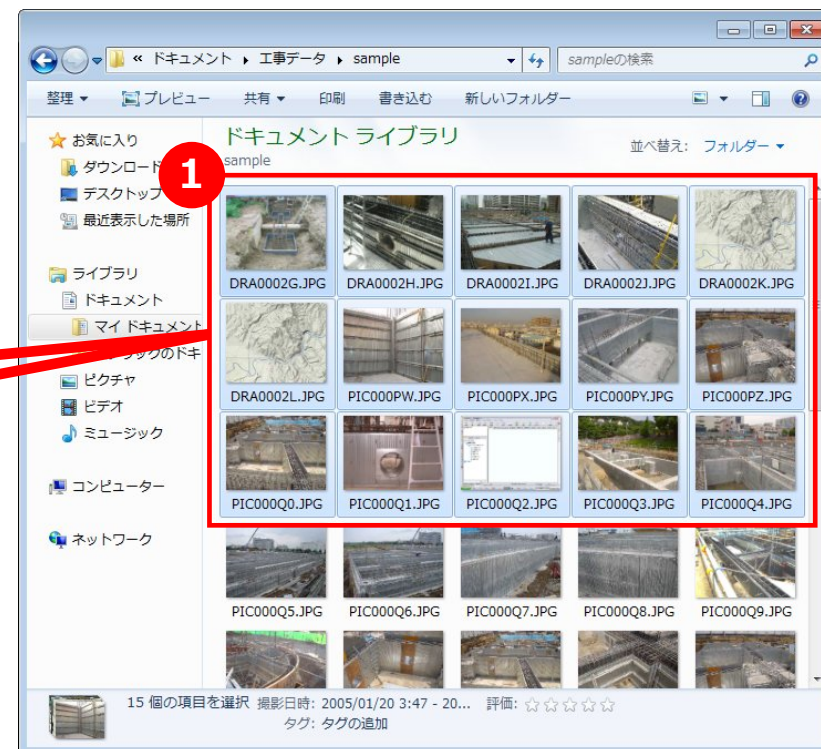 « ドキュメント ▸ 工事データ ▸ sample
sampleの検索
整理 ▼ プレビュー 共有 ▼ 印刷 書き込む 新しいフォルダー
お気に入り
ダウンロード
デスクトップ
最近表示した場所
ライブラリ
ドキュメント
マイ ドキュメント
ックのドキ
ピクチャ
ビデオ
ミュージック
コンピューター
ネットワーク
ドキュメント ライブラリ
sample
並べ替え: フォルダー ▼
1
DRA0002G.JPG DRA0002H.JPG DRA0002I.JPG DRA0002J.JPG DRA0002K.JPG
DRA0002L.JPG PIC000PW.JPG PIC000PX.JPG PIC000PY.JPG PIC000PZ.JPG
PIC000Q0.JPG PIC000Q1.JPG PIC000Q2.JPG PIC000Q3.JPG PIC000Q4.JPG
PIC000Q5.JPG PIC000Q6.JPG PIC000Q7.JPG PIC000Q8.JPG PIC000Q9.JPG
15 個の項目を選択 撮影日時: 2005/01/20 3:47 - 20... 評価: ☆☆☆☆☆
タグ: タグの追加